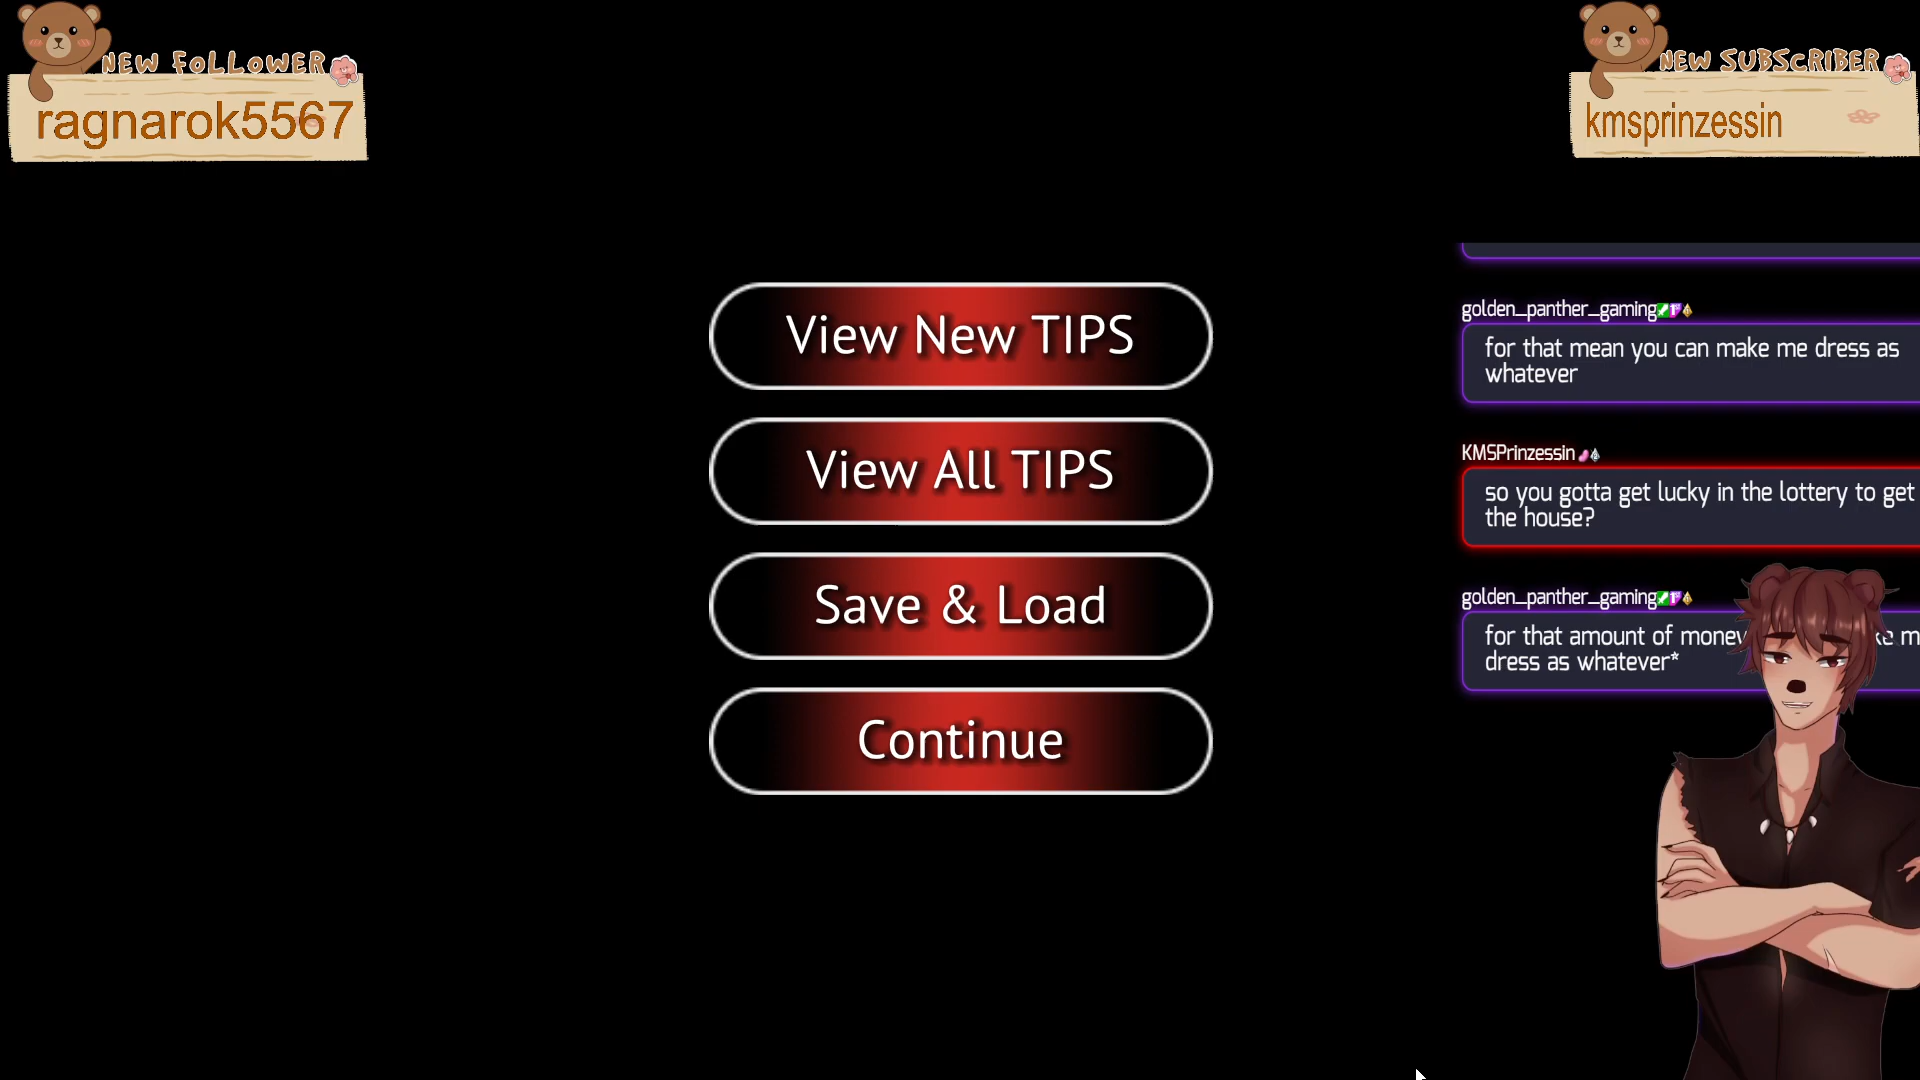 NEW FOLLOWER
ragnarok5567
NEW SUBSCRIBER
kmsprinzessin
View New TIPS
View All TIPS
Save & Load
Continue
golden_panther_gaming
for that mean you can make me dress as
whatever
KMSPrinzessin
so you gotta get lucky in the lottery to get
the house?
golden_panther_gaming
for that amount of money
dress as whatever*